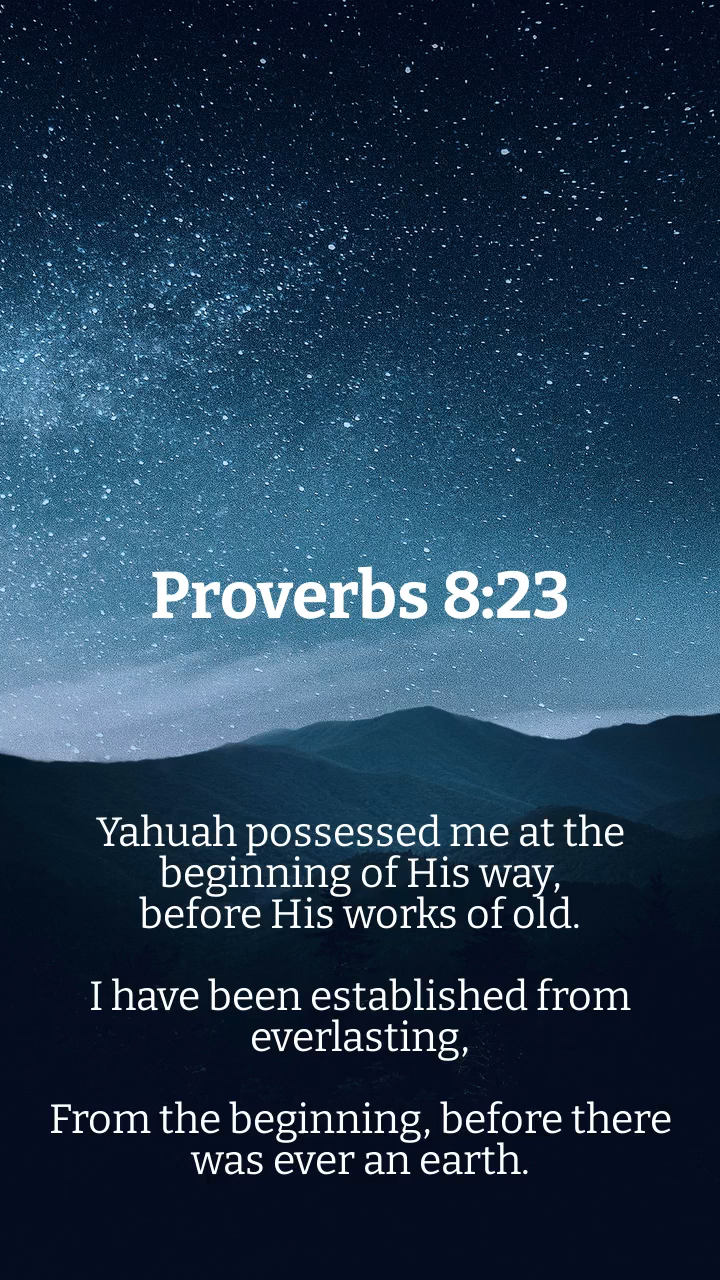 Proverbs 8:23
Yahuah possessed me at the
beginning of His way,
before His works of old.
I have been established from
everlasting,
From the beginning, before there
was ever an earth.